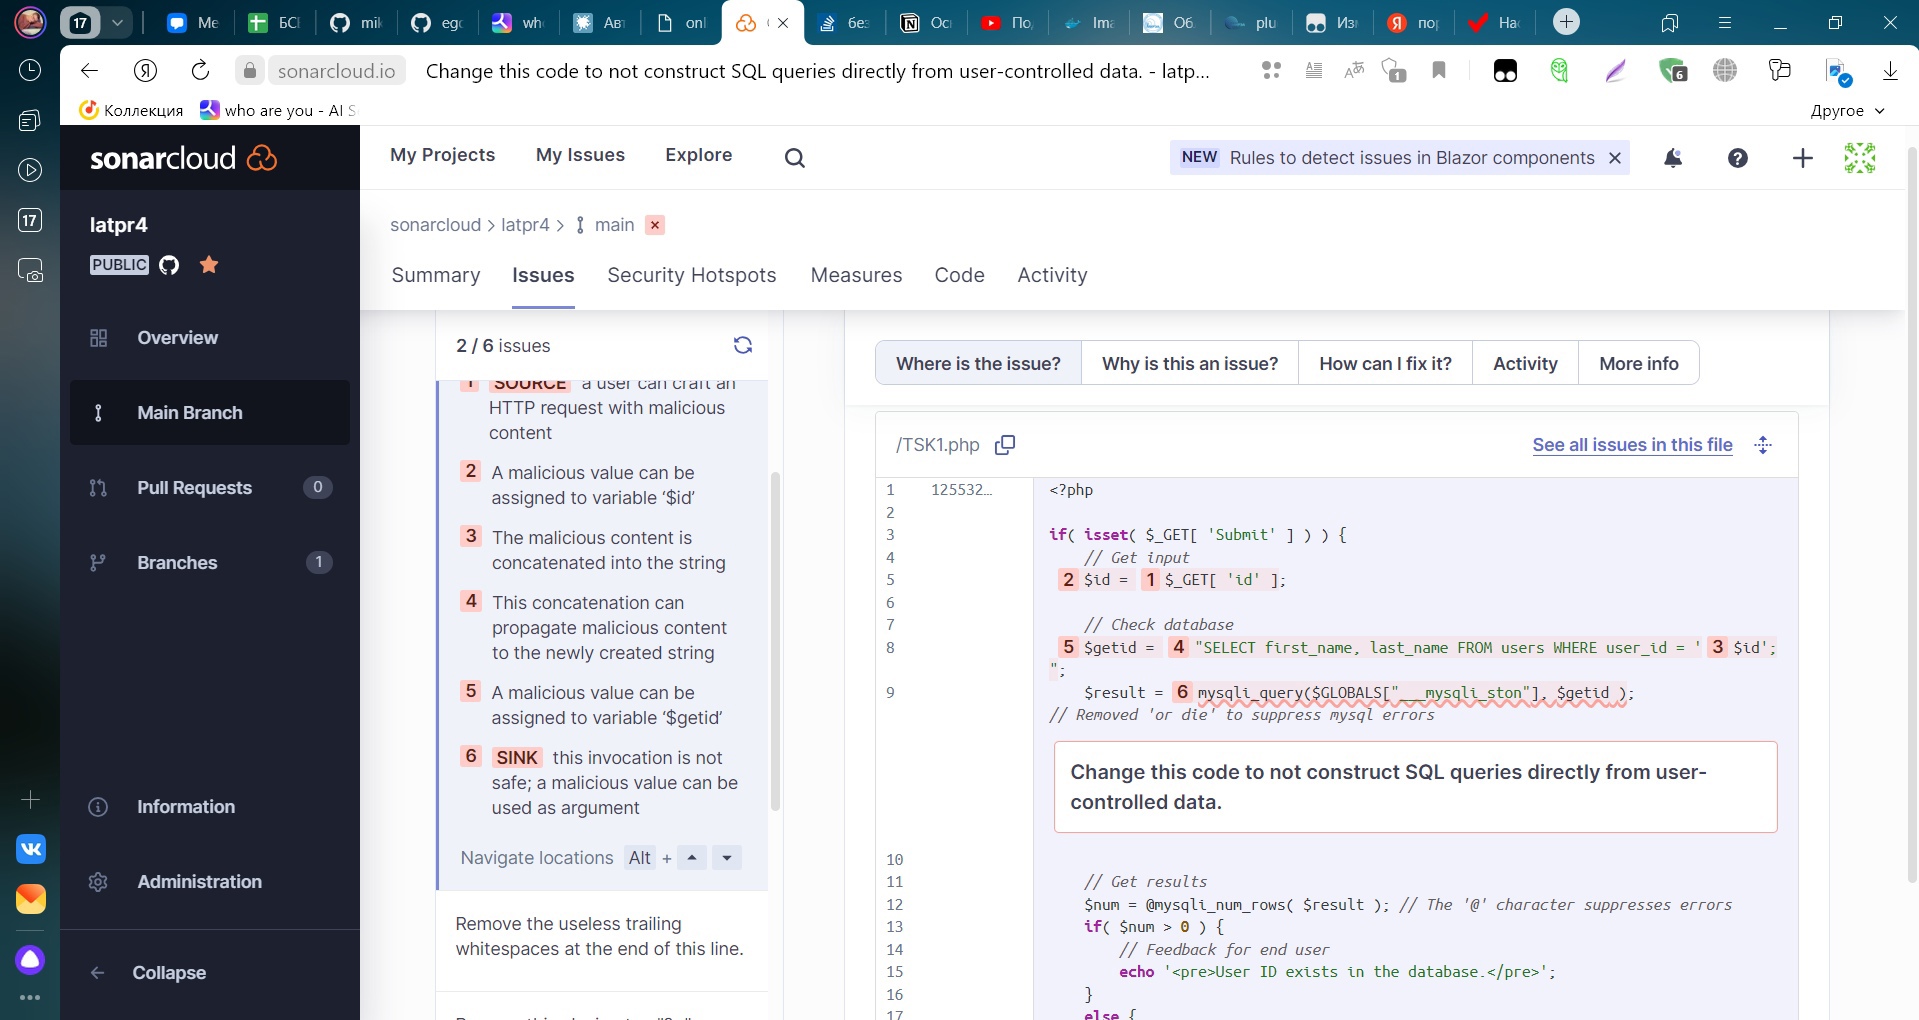 17
Ме
БСІ
mik
egc
wh
Авт
onl
без
Осн
По,
Ima
Об.
plu
Изм
пор
Нас
sonarcloud.io
Change this code to not construct SQL queries directly from user-controlled data. - latp...
1
6
Коллекция
who are you - AI S
Другое
17
sonarcloud
My Projects
My Issues
Explore
NEW Rules to detect issues in Blazor components
latpr4
PUBLIC
Overview
Main Branch
Pull Requests 0
Branches 1
Information
Administration
Collapse
sonarcloud > latpr4 > main
Summary
Issues
Security Hotspots
Measures
Code
Activity
2 / 6 issues
1 SOURCE a user can craft an
HTTP request with malicious
content
2 A malicious value can be
assigned to variable ‘$id’
3 The malicious content is
concatenated into the string
4 This concatenation can
propagate malicious content
to the newly created string
5 A malicious value can be
assigned to variable ‘$getid’
6 SINK this invocation is not
safe; a malicious value can be
used as argument
Navigate locations Alt +
Remove the useless trailing
whitespaces at the end of this line.
Where is the issue?
Why is this an issue?
How can I fix it?
Activity
More info
/TSK1.php
See all issues in this file
1 125532... <?php
2
3 if( isset( $_GET[ 'Submit' ] ) ) {
4 // Get input
5 2 $id = 1 $_GET[ 'id' ];
6
7 // Check database
8 5 $getid = 4 "SELECT first_name, last_name FROM users WHERE user_id = ' 3 $id';
";
9 $result = 6 mysqli_query($GLOBALS["___mysqli_ston"], $getid );
// Removed 'or die' to suppress mysql errors
Change this code to not construct SQL queries directly from user-
controlled data.
10
11 // Get results
12 $num = @mysqli_num_rows( $result ); // The '@' character suppresses errors
13 if( $num > 0 ) {
14 // Feedback for end user
15 echo '<pre>User ID exists in the database.</pre>';
16 }
17 else {